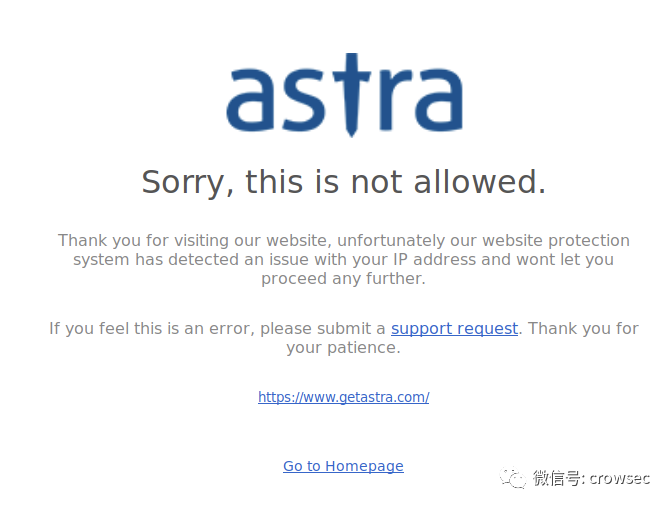 astra
Sorry, this is not allowed.
Thank you for visiting our website, unfortunately our website protection
system has detected an issue with your IP address and wont let you
proceed any further.
If you feel this is an error, please submit a support request. Thank you for
your patience.
https://www.getastra.com/
Go to Homepage
微信号: crowsec